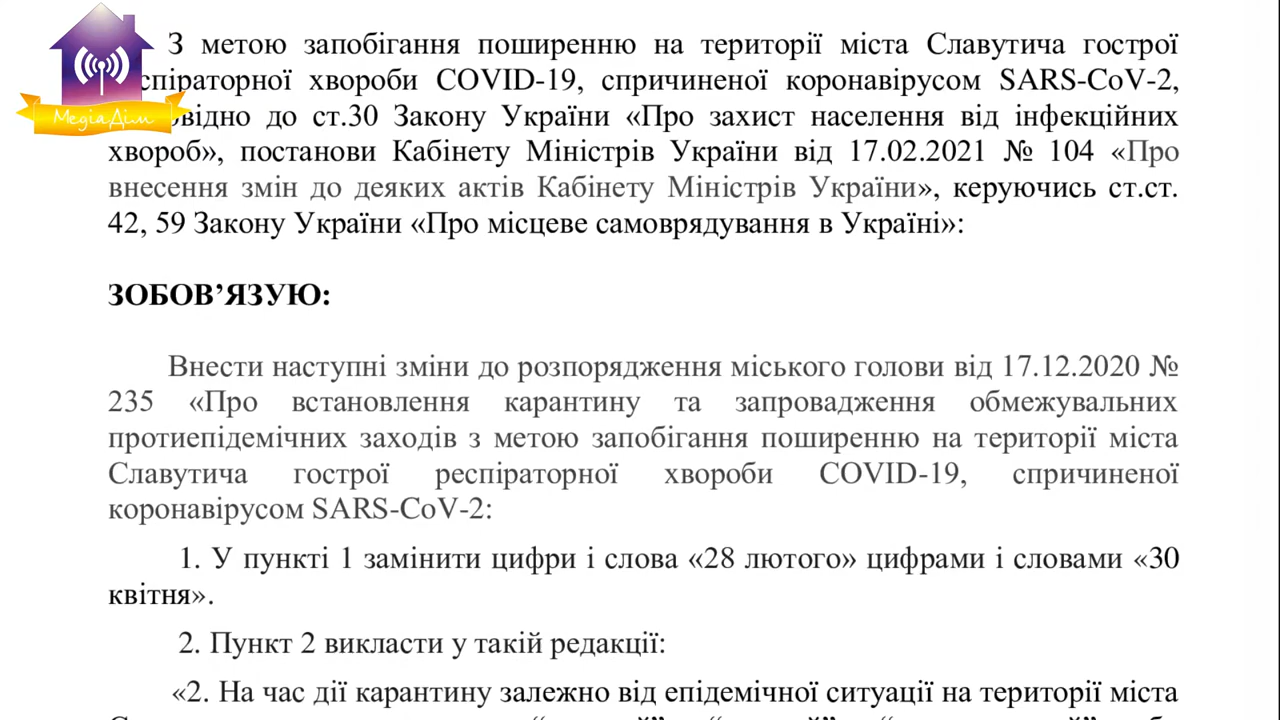 З метою запобігання поширенню на території міста Славутича гострої
спіраторної хвороби COVID-19, спричиненої коронавірусом SARS-CoV-2,
відно до ст.30 Закону України «Про захист населення від інфекційних
МедіаДім
хвороб», постанови Кабінету Міністрів України від 17.02.2021 № 104 «Про
внесення змін до деяких актів Кабінету Міністрів України», керуючись ст.ст.
42, 59 Закону України «Про місцеве самоврядування в Україні»:
ЗОБОВ’ЯЗУЮ:
Внести наступні зміни до розпорядження міського голови від 17.12.2020 №
235 «Про встановлення карантину та запровадження обмежувальних
протиепідемічних заходів з метою запобігання поширенню на території міста
Славутича гострої респіраторної хвороби COVID-19, спричиненої
коронавірусом SARS-CoV-2:
1. У пункті 1 замінити цифри і слова «28 лютого» цифрами і словами «30
квітня».
2. Пункт 2 викласти у такій редакції:
«2. На час дії карантину залежно від епідемічної ситуації на території міста